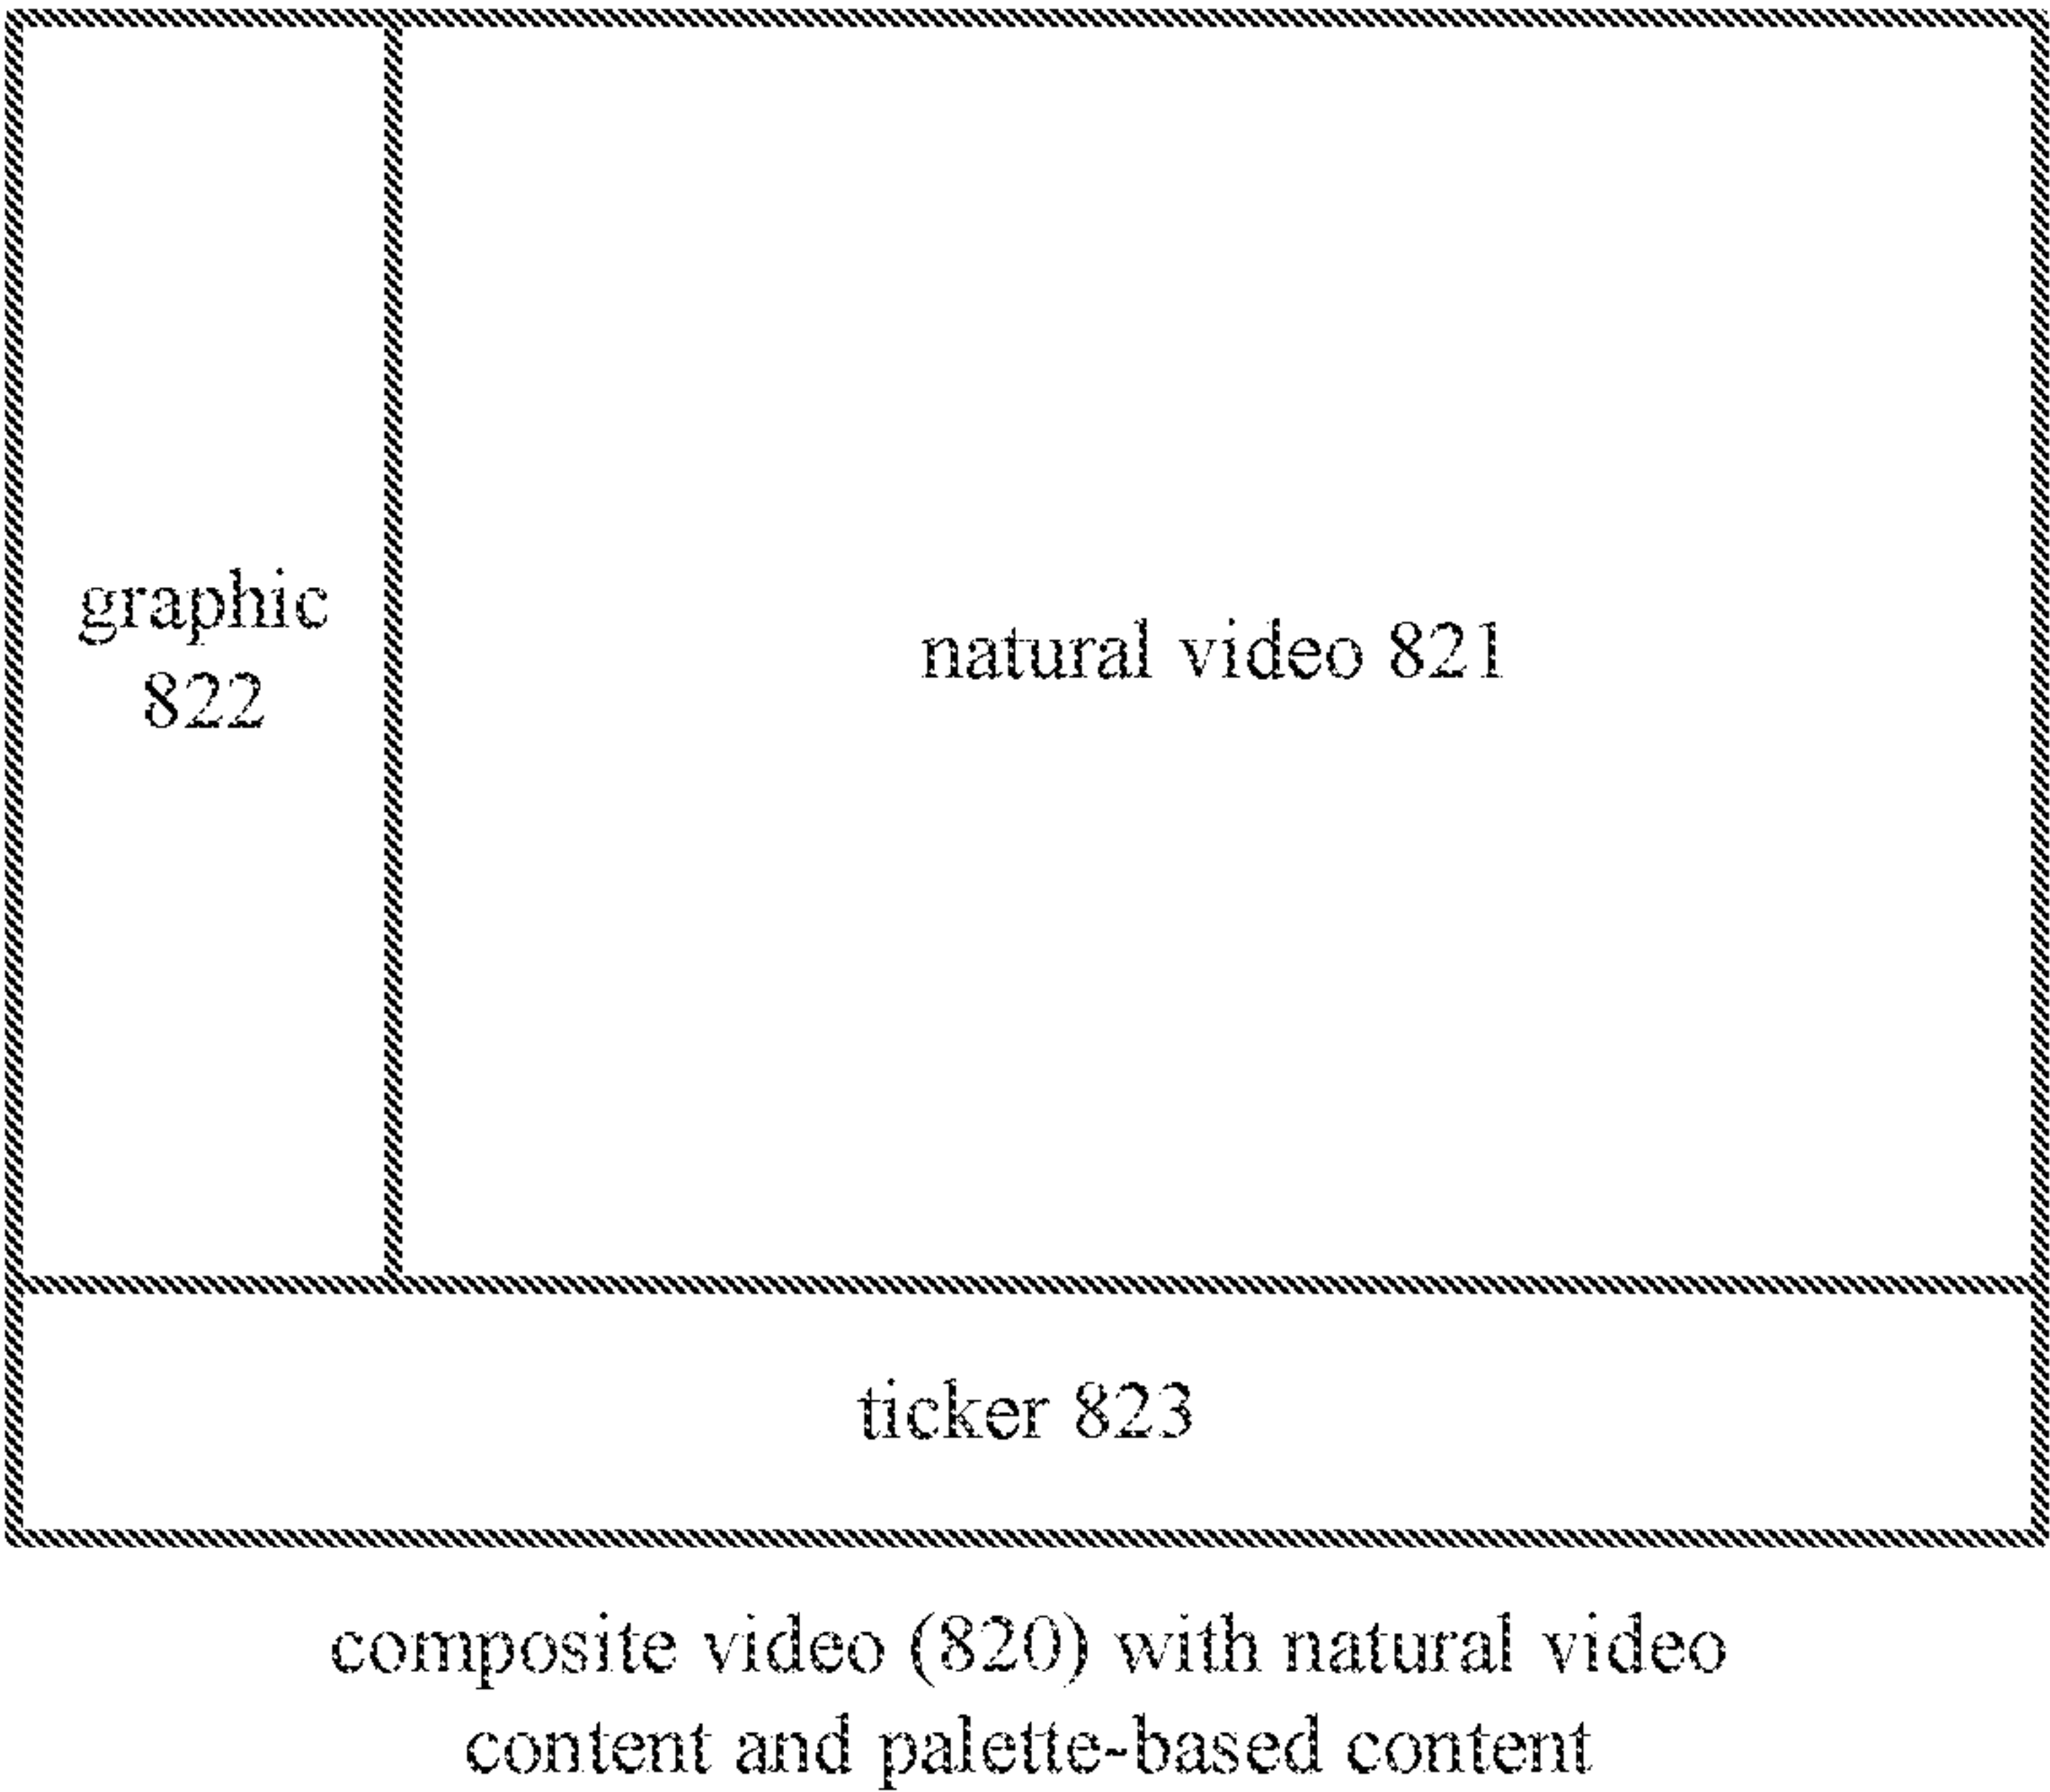 graphic
822
natural video 821
ticker 823
composite video (820) with natural video
content and palette-based content